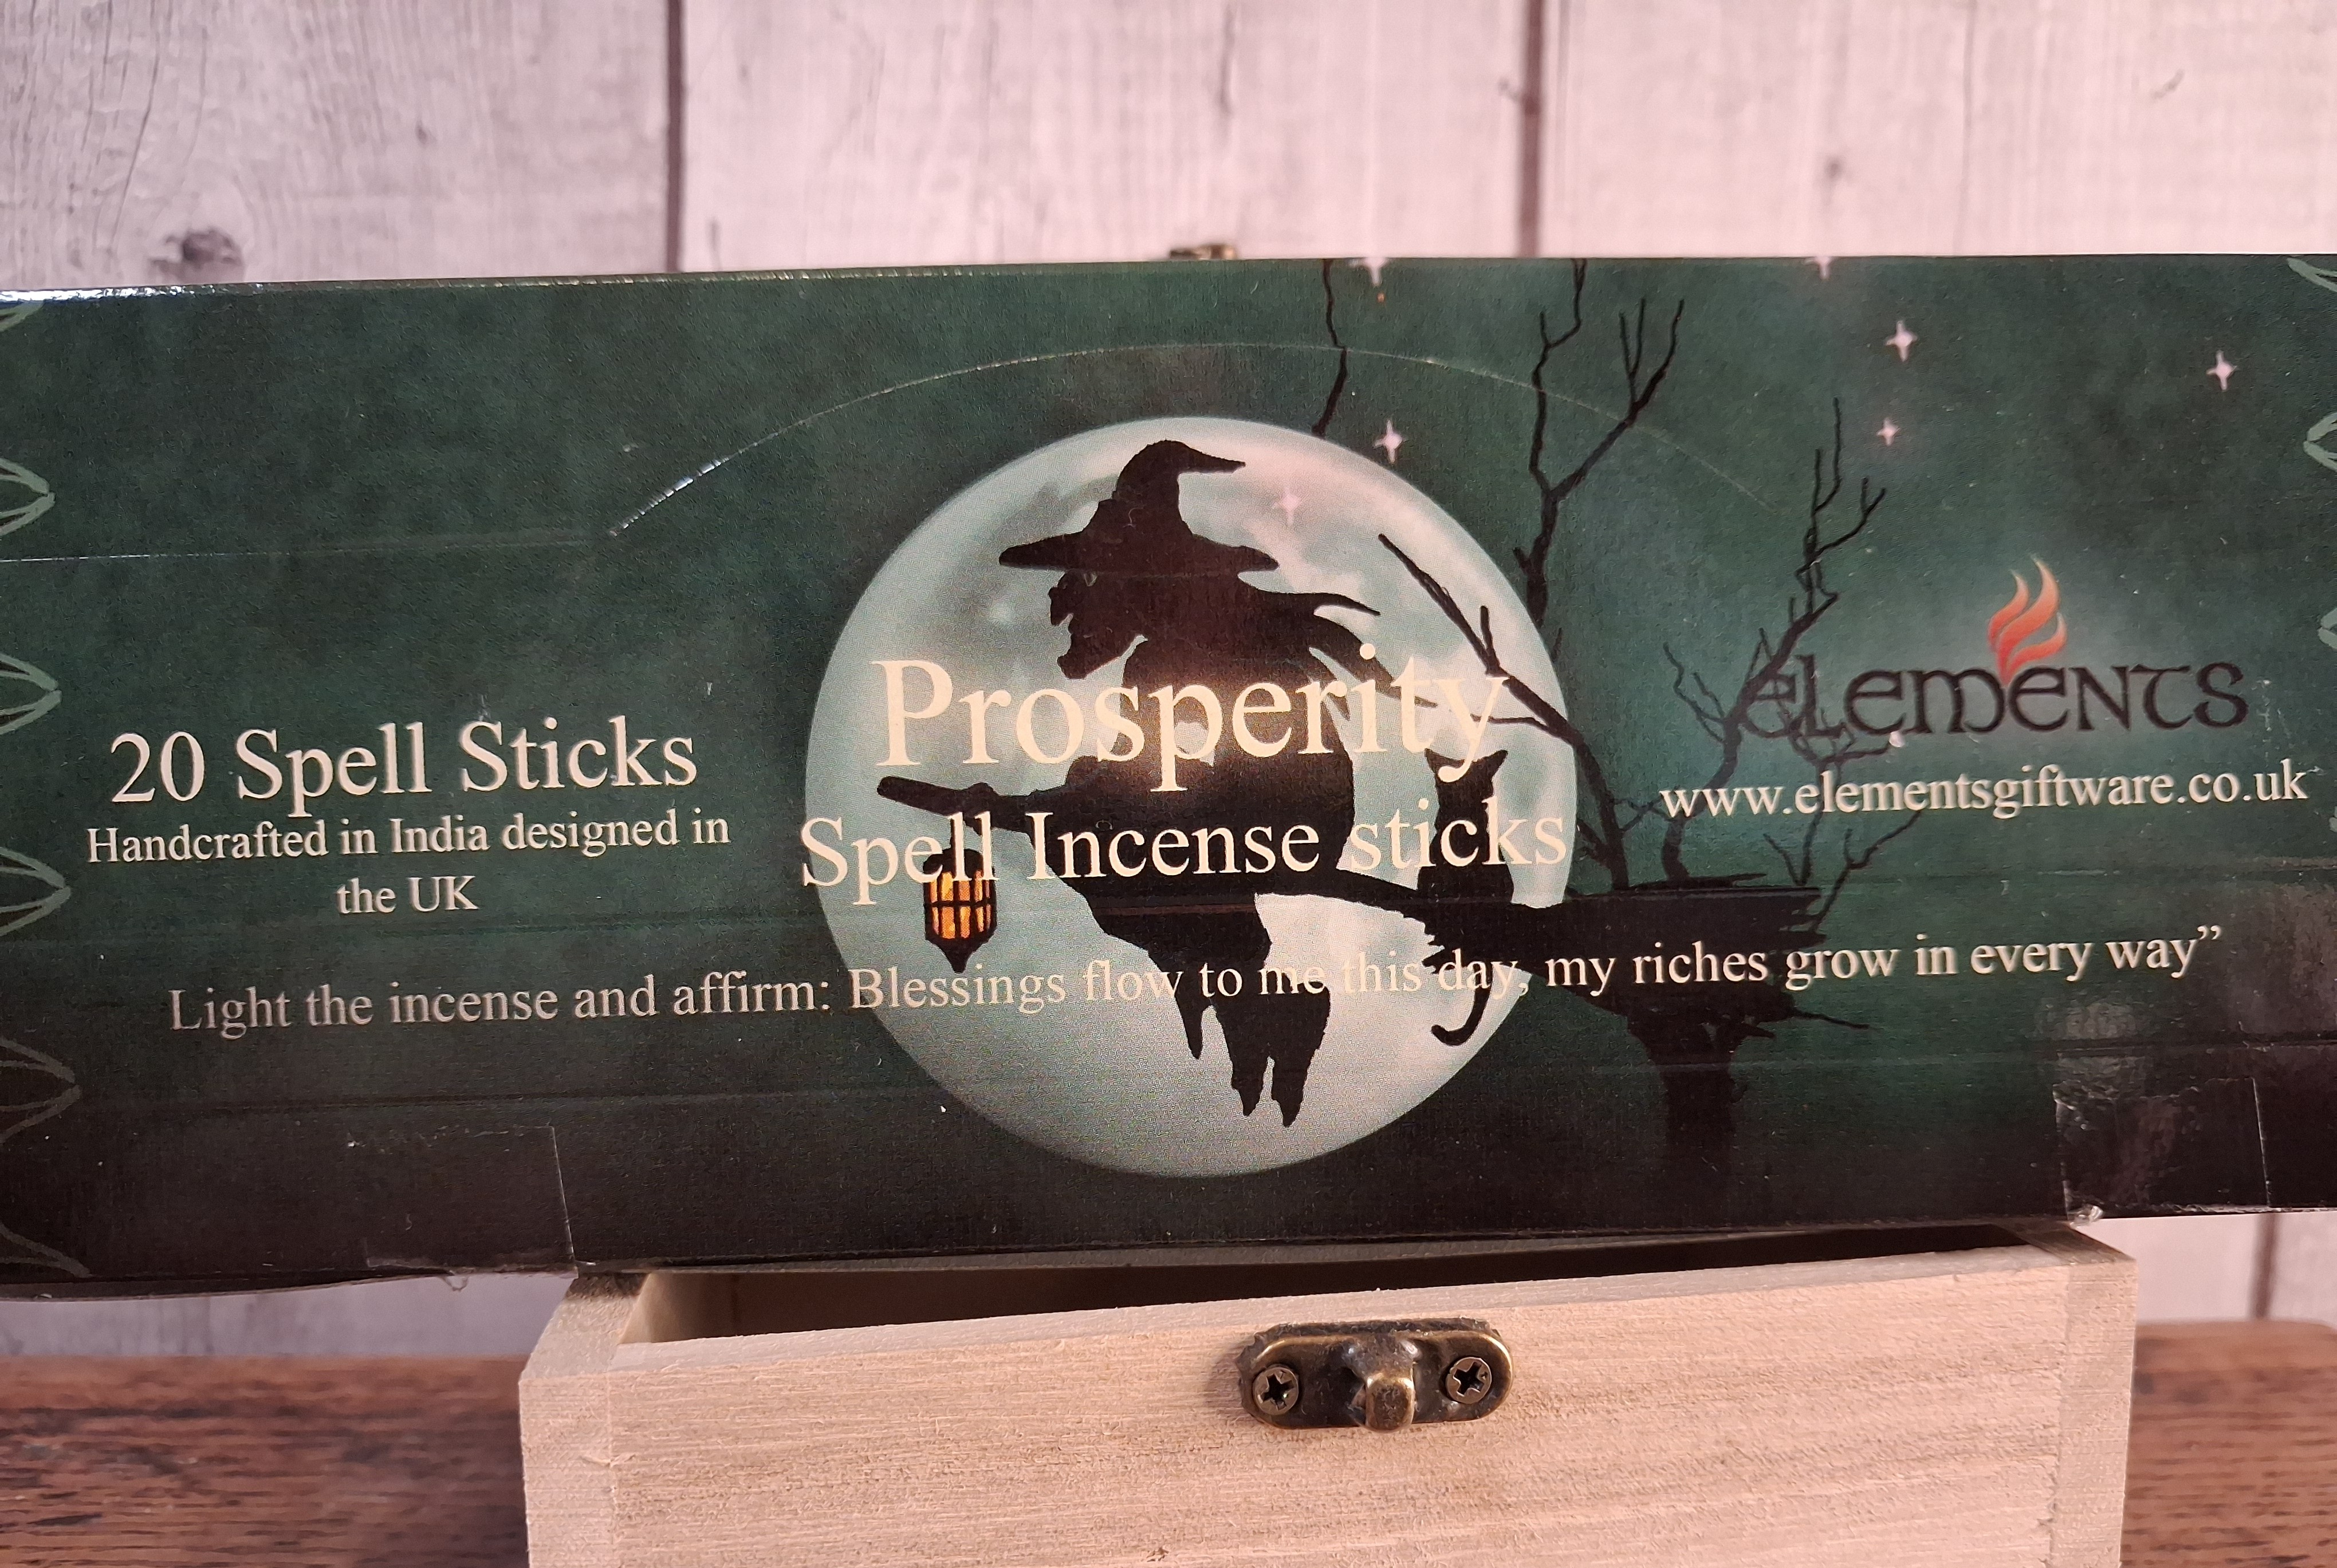 Prosperity
Spell Incense sticks
20 Spell Sticks
Handcrafted in India designed in
the UK
elements
www.elementsgiftware.co.uk
Light the incense and affirm: Blessings flow to me this day, my riches grow in every way”